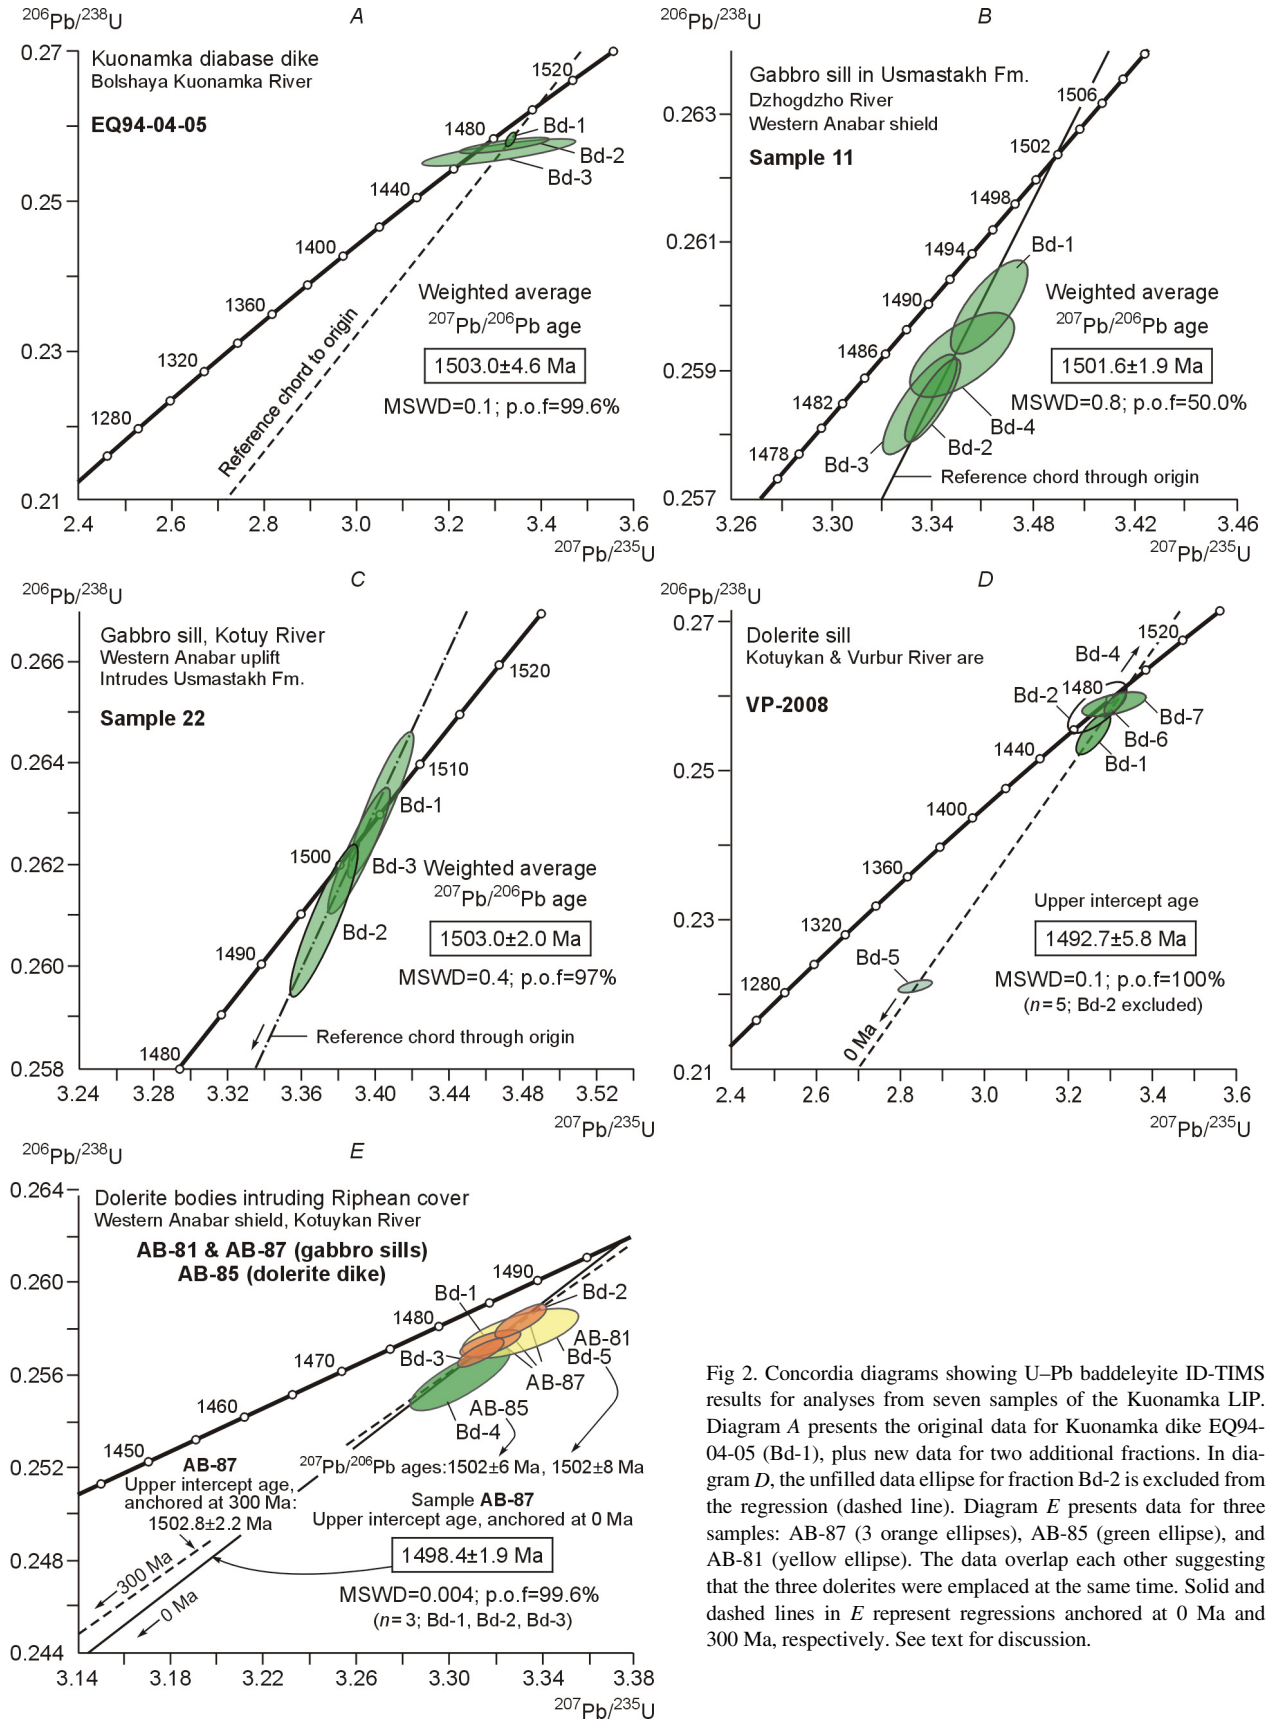 A
206Pb/238U
0.27
0.25
0.23
0.21
Kuonamka diabase dike
Bolshaya Kuonamka River
EQ94-04-05
1520
1480
1440
1400
1360
1320
1280
Bd-1
Bd-2
Bd-3
Reference chord to origin
Weighted average
207Pb/206Pb age
1503.0±4.6 Ma
MSWD=0.1; p.o.f=99.6%
2.4 2.6 2.8 3.0 3.2 3.4 3.6
207Pb/235U
B
206Pb/238U
0.263
0.261
0.259
0.257
Gabbro sill in Usmastakh Fm.
Dzhogdzho River
Western Anabar shield
Sample 11
1506
1502
1498
1494
1490
1486
1482
1478
Bd-1
Bd-4
Bd-2
Bd-3
Weighted average
207Pb/206Pb age
1501.6±1.9 Ma
MSWD=0.8; p.o.f=50.0%
Reference chord through origin
3.26 3.30 3.34 3.48 3.42 3.46
207Pb/235U
C
206Pb/238U
0.266
0.264
0.262
0.260
0.258
Gabbro sill, Kotuy River
Western Anabar uplift
Intrudes Usmastakh Fm.
Sample 22
1520
1510
1500
1490
1480
Bd-1
Bd-3
Bd-2
Weighted average
207Pb/206Pb age
1503.0±2.0 Ma
MSWD=0.4; p.o.f=97%
Reference chord through origin
3.24 3.28 3.32 3.36 3.40 3.44 3.48 3.52
207Pb/235U
D
206Pb/238U
0.27
0.25
0.23
0.21
Dolerite sill
Kotuykan & Vurbur River are
VP-2008
1520
1480
1440
1400
1360
1320
1280
Bd-4
Bd-2
Bd-7
Bd-6
Bd-1
Bd-5
0 Ma
Upper intercept age
1492.7±5.8 Ma
MSWD=0.1; p.o.f=100%
(n=5; Bd-2 excluded)
2.4 2.6 2.8 3.0 3.2 3.4 3.6
207Pb/235U
E
206Pb/238U
0.264
0.260
0.256
0.252
0.248
0.244
Dolerite bodies intruding Riphean cover
Western Anabar shield, Kotuykan River
AB-81 & AB-87 (gabbro sills)
AB-85 (dolerite dike)
1490
1480
1470
1460
1450
Bd-1
Bd-2
Bd-3
AB-81
Bd-5
AB-87
AB-85
Bd-4
207Pb/206Pb ages:1502±6 Ma, 1502±8 Ma
AB-87
Upper intercept age,
anchored at 300 Ma:
1502.8±2.2 Ma
Sample AB-87
Upper intercept age, anchored at 0 Ma
1498.4±1.9 Ma
MSWD=0.004; p.o.f=99.6%
(n=3; Bd-1, Bd-2, Bd-3)
300 Ma
0 Ma
3.14 3.18 3.22 3.26 3.30 3.34 3.38
207Pb/235U
Fig 2. Concordia diagrams showing U–Pb baddeleyite ID-TIMS
results for analyses from seven samples of the Kuonamka LIP.
Diagram A presents the original data for Kuonamka dike EQ94-
04-05 (Bd-1), plus new data for two additional fractions. In dia-
gram D, the unfilled data ellipse for fraction Bd-2 is excluded from
the regression (dashed line). Diagram E presents data for three
samples: AB-87 (3 orange ellipses), AB-85 (green ellipse), and
AB-81 (yellow ellipse). The data overlap each other suggesting
that the three dolerites were emplaced at the same time. Solid and
dashed lines in E represent regressions anchored at 0 Ma and
300 Ma, respectively. See text for discussion.